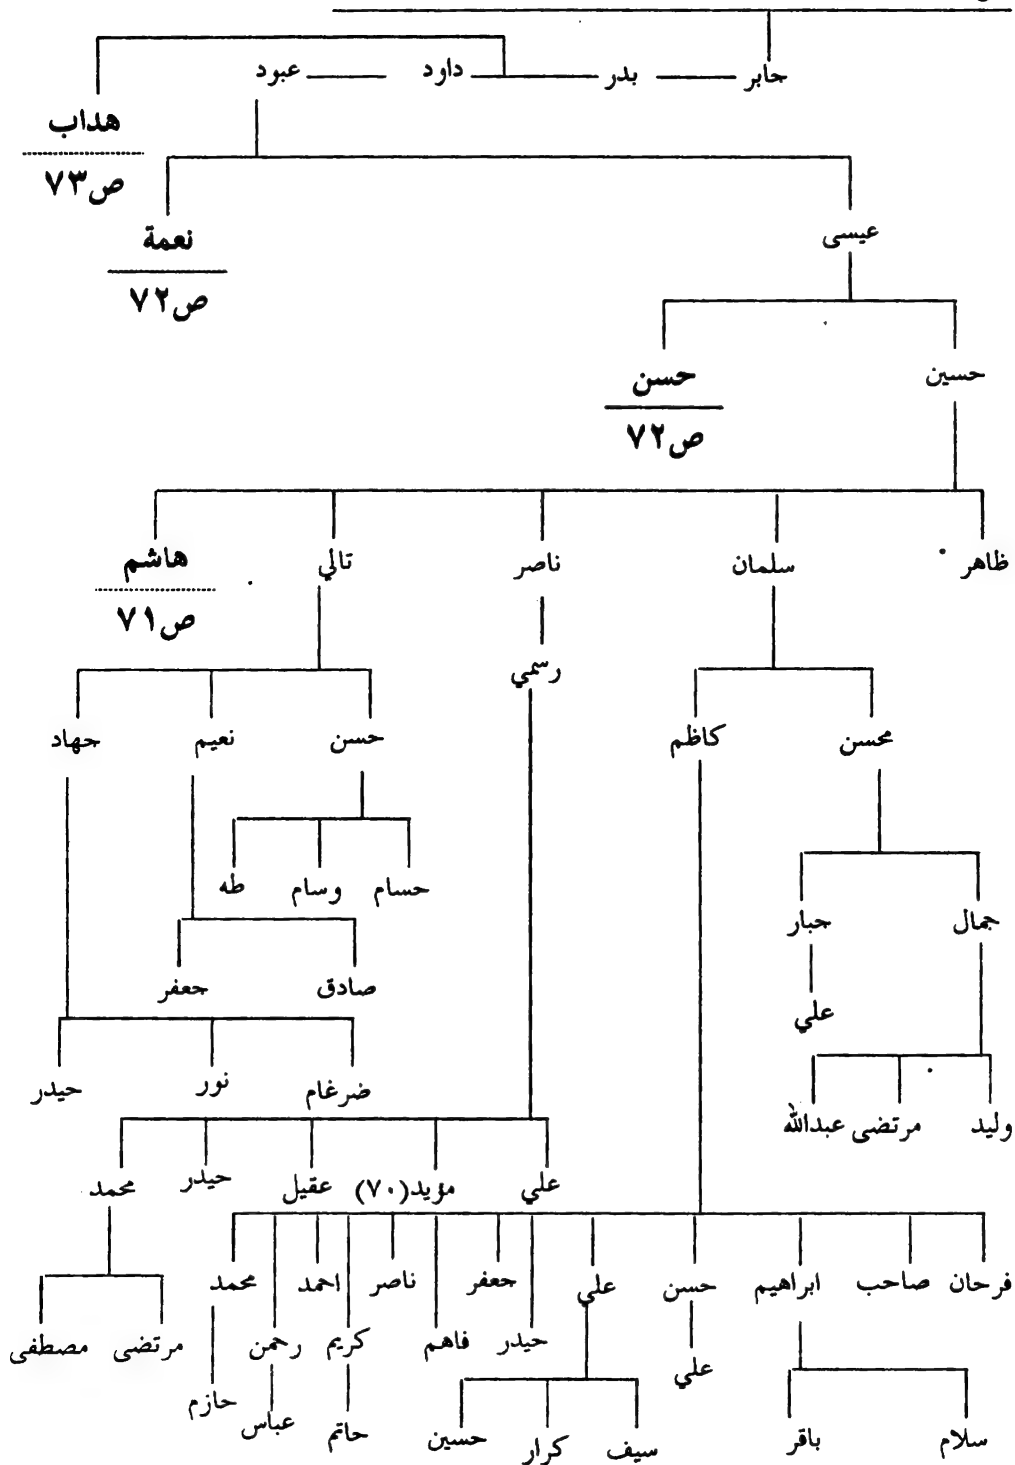 جابر بدر داود عبود
هداب
ص٧٣
عيسى نعمة
ص٧٢
حسين حسن
ص٧٢
ظاهر سلمان ناصر تالي هاشم
ص٧١
رسمي
محسن كاظم حسن نعيم جهاد
حسام وسام طه
جمال جبار
صادق جعفر
علي
ضرغام نور حيدر
وليد مرتضى عبدالله
علي مؤيد(٧٠) عقيل حيدر محمد
فرحان صاحب ابراهيم حسن علي جعفر ناصر احمد محمد
حيدر فاهم كريم رحمن مرتضى مصطفى
علي
حازم
سلام باقر سيف كرار حسين حاتم عباس